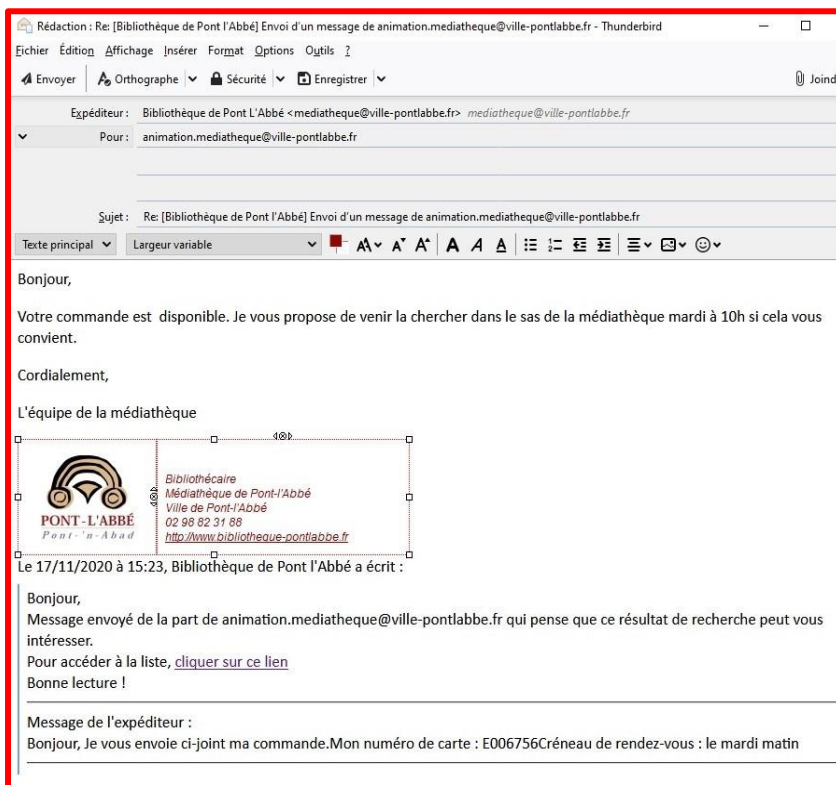 Rédaction : Re: [Bibliothèque de Pont l'Abbé] Envoi d'un message de animation.mediatheque@ville-pontlabbe.fr - Thunderbird
Fichier Édition Affichage Insérer Format Options Outils ?
Envoyer Orthographe Sécurité Enregistrer Joind
Expéditeur : Bibliothèque de Pont L'Abbé <mediatheque@ville-pontlabbe.fr> mediatheque@ville-pontlabbe.fr
Pour : animation.mediatheque@ville-pontlabbe.fr
Sujet : Re: [Bibliothèque de Pont l'Abbé] Envoi d'un message de animation.mediatheque@ville-pontlabbe.fr
Texte principal Largeur variable
Bonjour,
Votre commande est disponible. Je vous propose de venir la chercher dans le sas de la médiathèque mardi à 10h si cela vous
convient.
Cordialement,
L'équipe de la médiathèque
PONT-L'ABBÉ
Pont-'n-Abad
Bibliothécaire
Médiathèque de Pont-l'Abbé
Ville de Pont-l'Abbé
02 98 82 31 88
http://www.bibliotheque-pontlabbe.fr
Le 17/11/2020 à 15:23, Bibliothèque de Pont l'Abbé a écrit :
Bonjour,
Message envoyé de la part de animation.mediatheque@ville-pontlabbe.fr qui pense que ce résultat de recherche peut vous
intéresser.
Pour accéder à la liste, cliquer sur ce lien
Bonne lecture !
Message de l'expéditeur :
Bonjour, Je vous envoie ci-joint ma commande.Mon numéro de carte : E006756Créneau de rendez-vous : le mardi matin